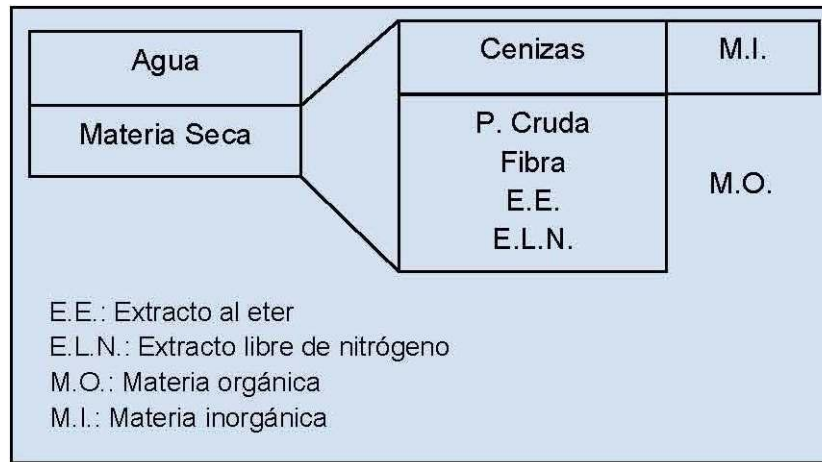 Agua
Materia Seca
Cenizas
M.I.
P. Cruda
Fibra
E.E.
E.L.N.
M.O.
E.E.: Extracto al eter
E.L.N.: Extracto libre de nitrógeno
M.O.: Materia orgánica
M.I.: Materia inorgánica